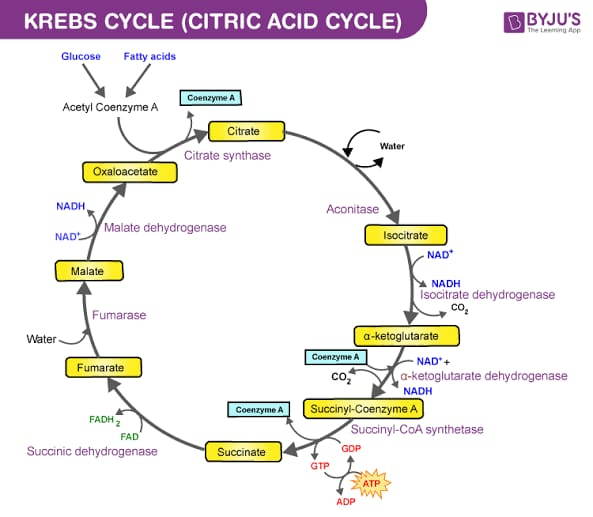 KREBS CYCLE (CITRIC ACID CYCLE)
BYJU'S
The Learning App
Glucose
Fatty acids
Acetyl Coenzyme A
Coenzyme A
Citrate
Citrate synthase
Water
Oxaloacetate
Aconitase
NADH
Malate dehydrogenase
NAD+
Isocitrate
NAD+
NADH
Isocitrate dehydrogenase
CO2
Malate
Fumarase
Water
α-ketoglutarate
Coenzyme A
NAD+ +
CO2
α-ketoglutarate dehydrogenase
NADH
Fumarate
Succinyl-Coenzyme A
Coenzyme A
Succinyl-CoA synthetase
FADH2
FAD
Succinic dehydrogenase
Succinate
GDP
GTP
ATP
ADP